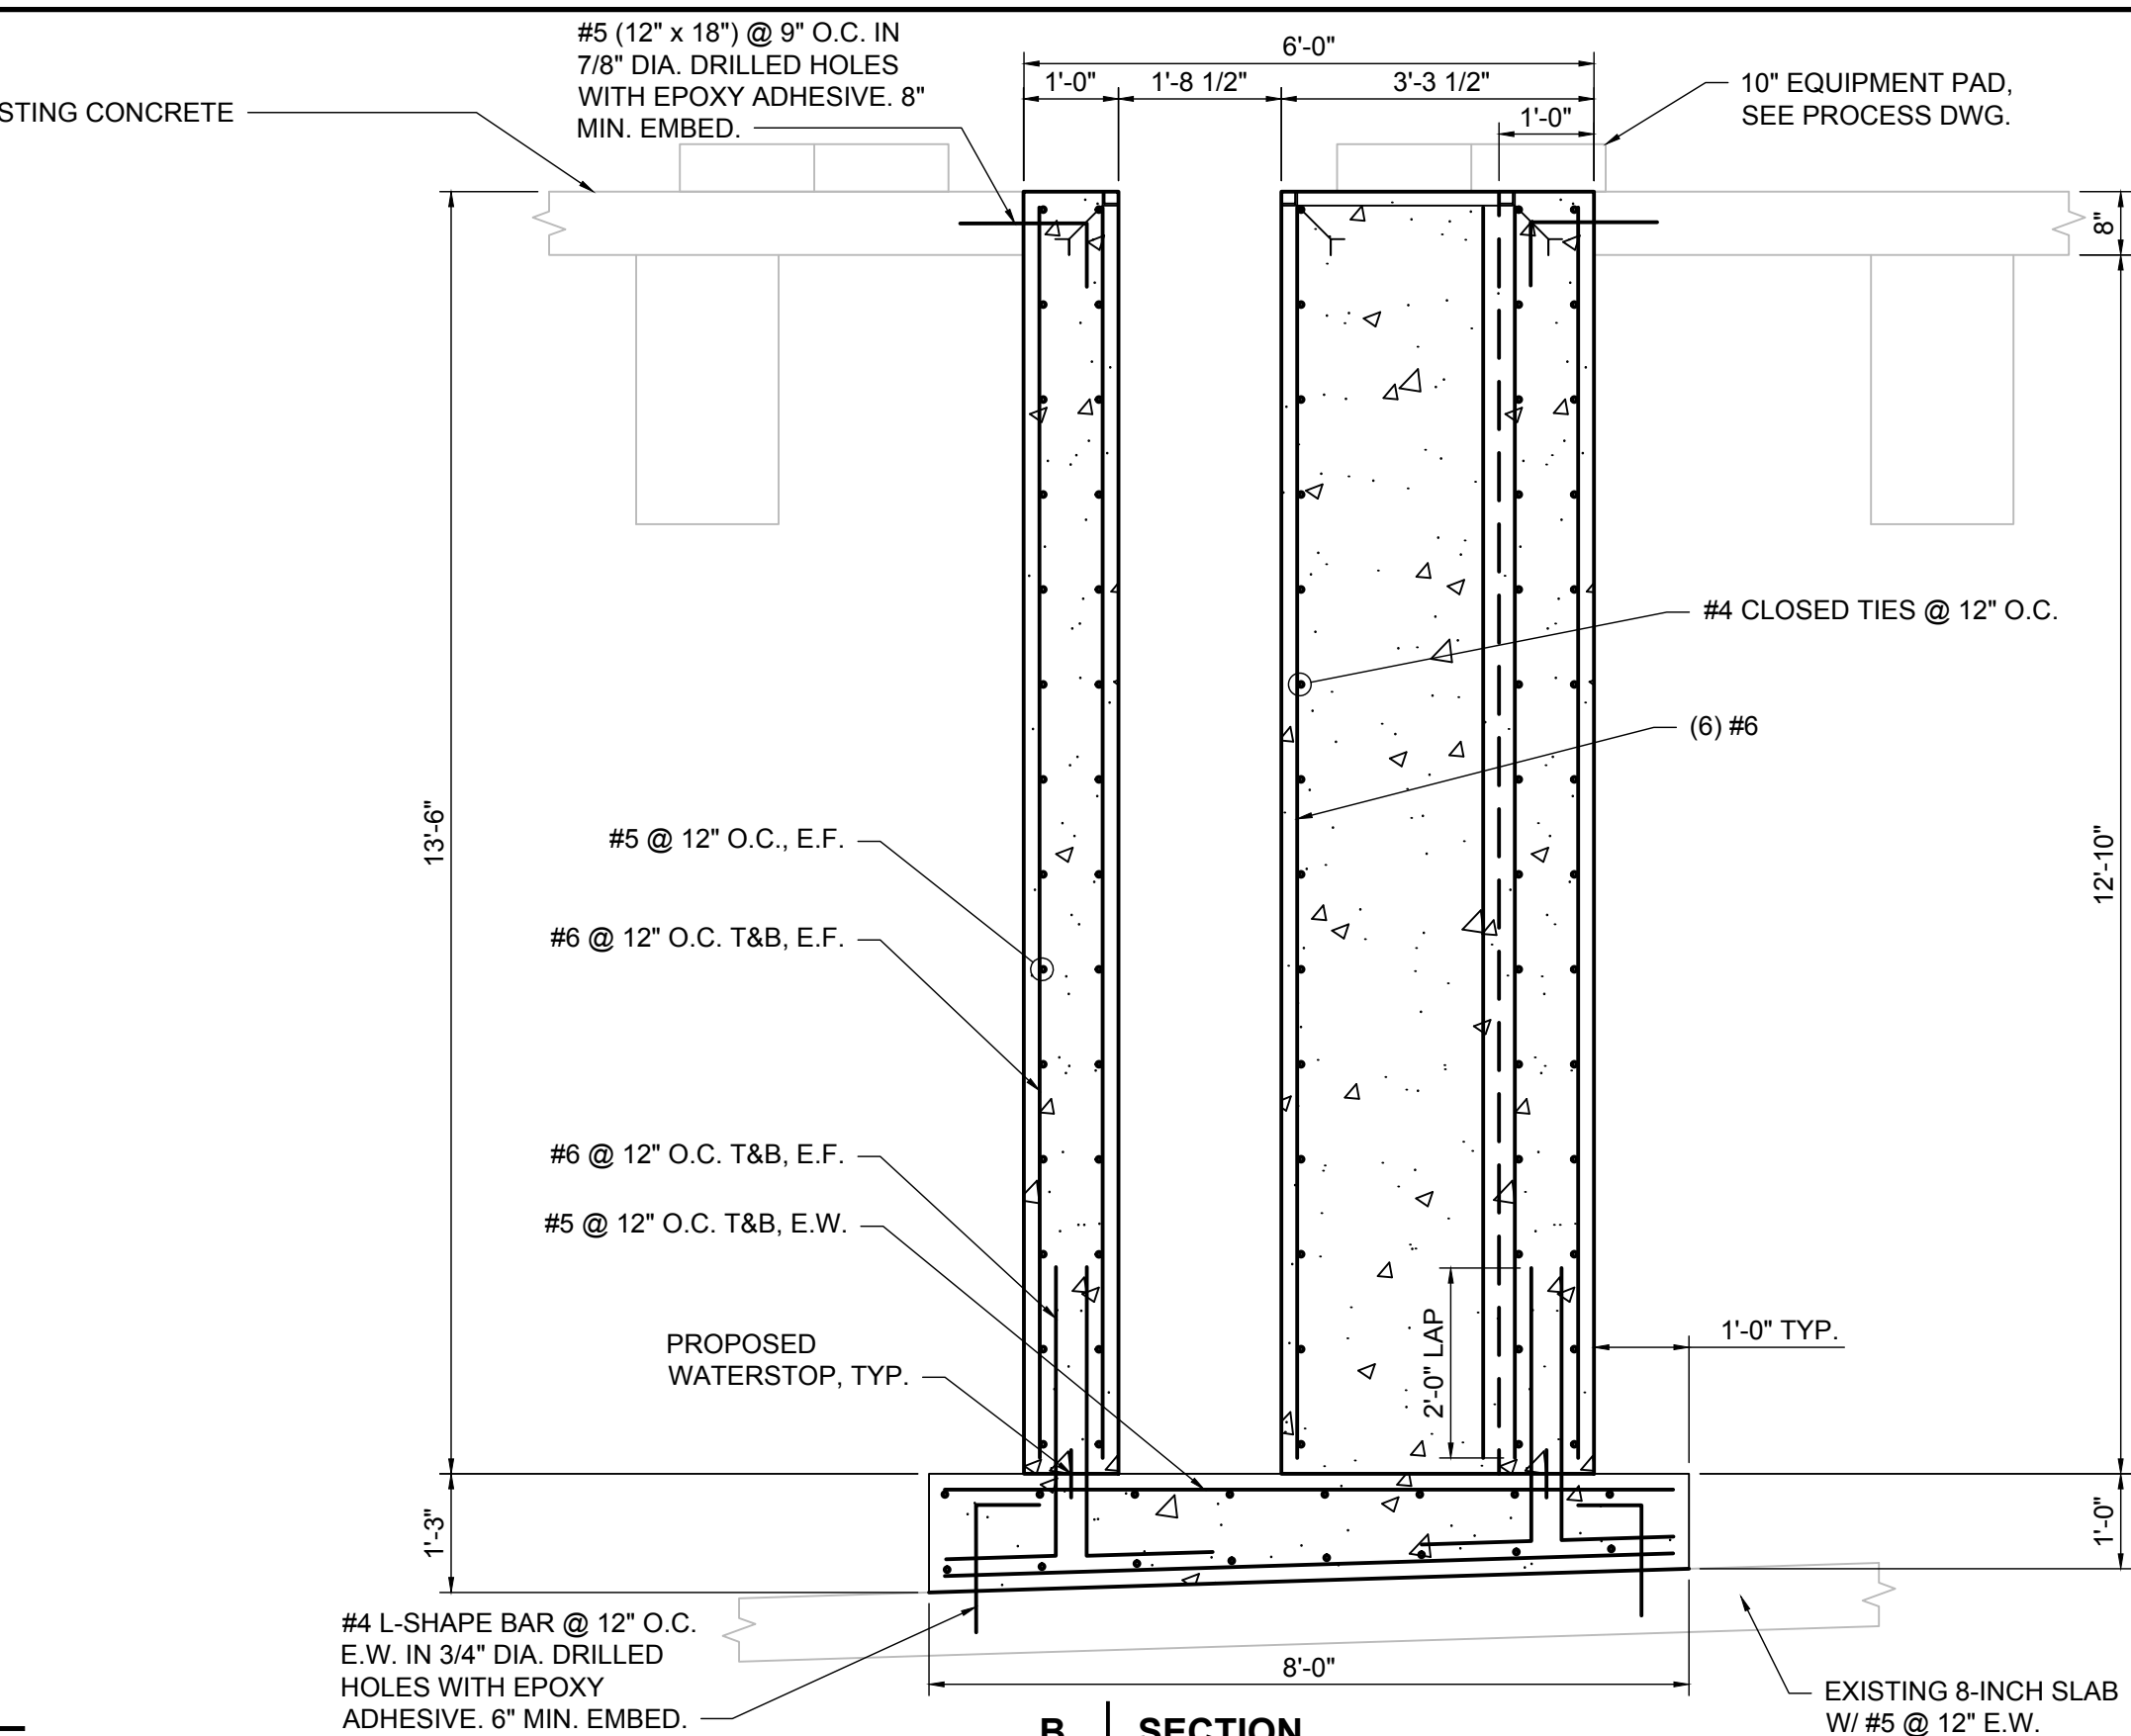 #5 (12" x 18") @ 9" O.C. IN
7/8" DIA. DRILLED HOLES
WITH EPOXY ADHESIVE. 8"
MIN. EMBED.
STING CONCRETE
6'-0"
1'-0"
1'-8 1/2"
3'-3 1/2"
1'-0"
10" EQUIPMENT PAD,
SEE PROCESS DWG.
8"
#4 CLOSED TIES @ 12" O.C.
(6) #6
13'-6"
12'-10"
#5 @ 12" O.C., E.F.
#6 @ 12" O.C. T&B, E.F.
#6 @ 12" O.C. T&B, E.F.
#5 @ 12" O.C. T&B, E.W.
PROPOSED
WATERSTOP, TYP.
2'-0" LAP
1'-0" TYP.
1'-3"
1'-0"
#4 L-SHAPE BAR @ 12" O.C.
E.W. IN 3/4" DIA. DRILLED
HOLES WITH EPOXY
ADHESIVE. 6" MIN. EMBED.
8'-0"
EXISTING 8-INCH SLAB
W/ #5 @ 12" E.W.
B
SECTION